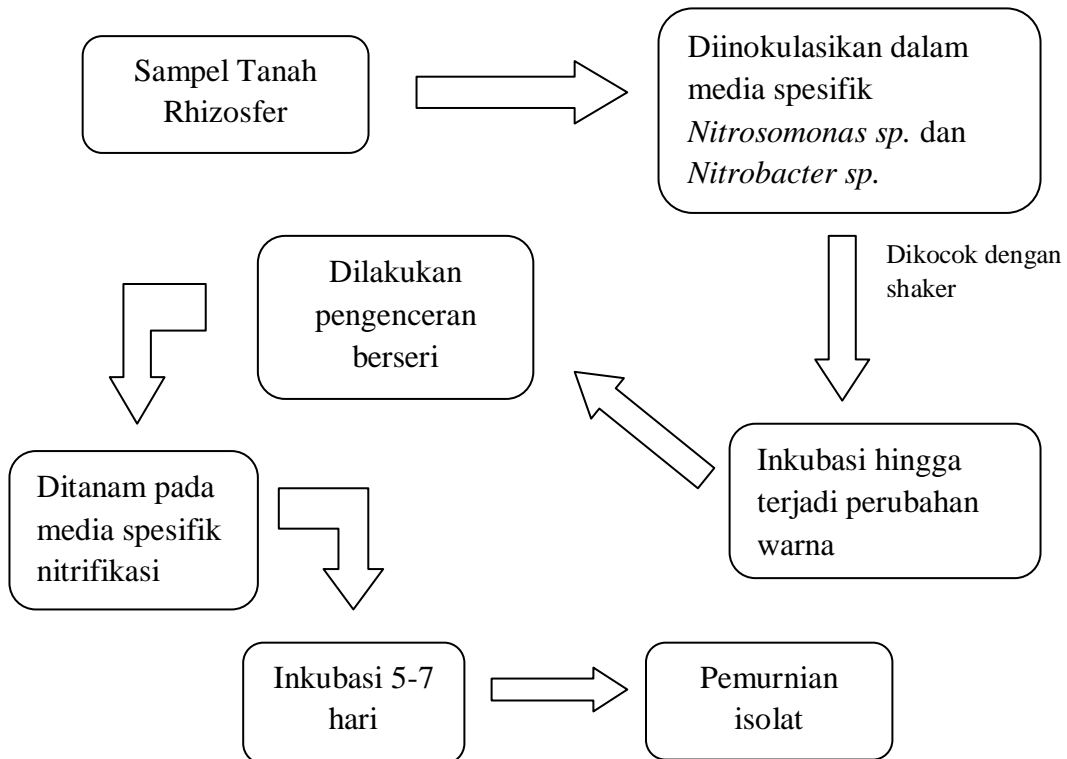 Sampel Tanah
Rhizosfer
Diinokulasikan dalam
media spesifik
Nitrosomonas sp. dan
Nitrobacter sp.
Dikocok dengan
shaker
Inkubasi hingga
terjadi perubahan
warna
Dilakukan
pengenceran
berseri
Ditanam pada
media spesifik
nitrifikasi
Inkubasi 5-7
hari
Pemurnian
isolat